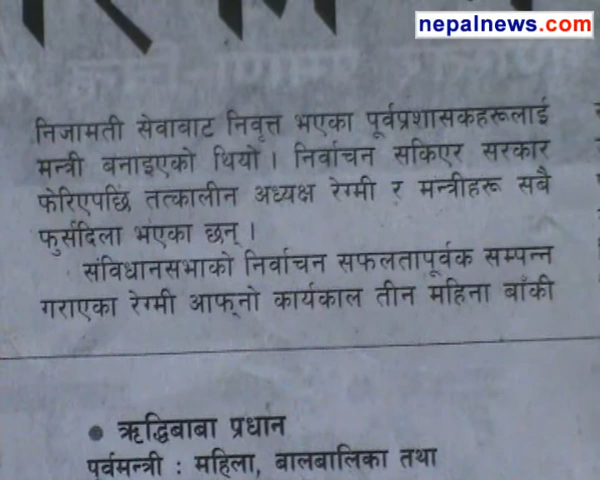 nepalnews.com
निजामती सेवाबाट निवृत्त भएका पूर्वप्रशासकहरूलाई
मन्त्री बनाइएको थियो । निर्वाचन सकिएर सरकार
फेरिएपछि तत्कालीन अध्यक्ष रेग्मी र मन्त्रीहरू सबै
फुर्सदिला भएका छन् ।
संविधानसभाको निर्वाचन सफलतापूर्वक सम्पन्न
गराएका रेग्मी आफ्नो कार्यकाल तीन महिना बाँकी
● ऋद्धिबाबा प्रधान
पूर्वमन्त्री : महिला, बालबालिका तथा